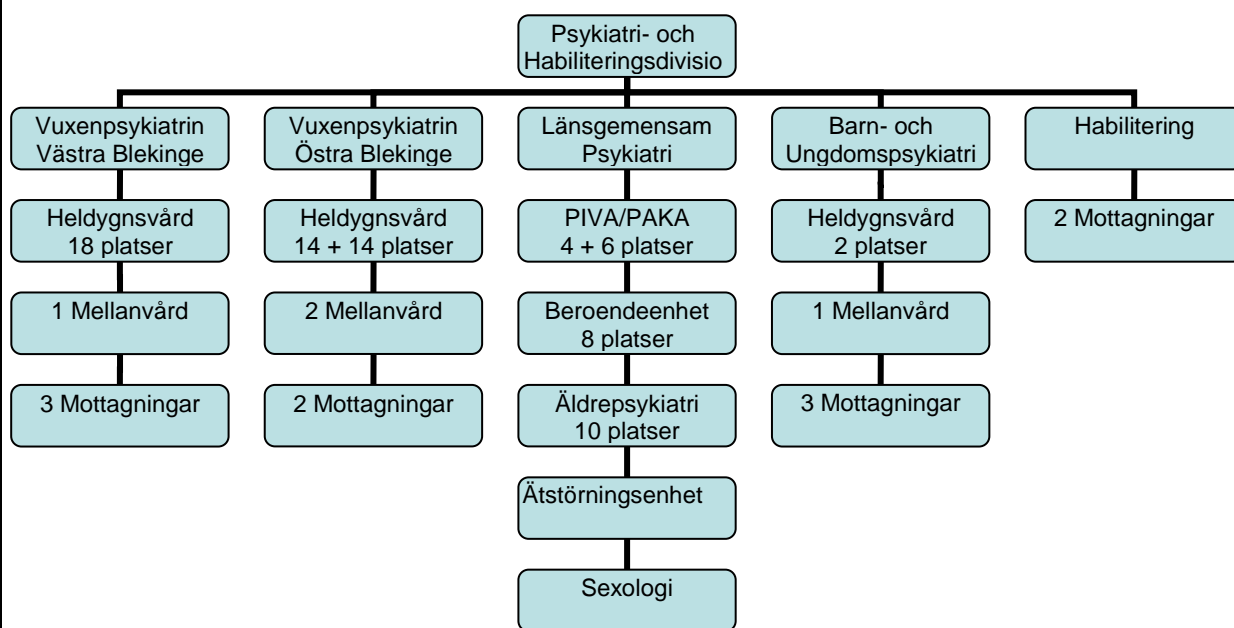 Psykiatri- och
Habiliteringsdivisio
Vuxenpsykiatrin
Västra Blekinge
Vuxenpsykiatrin
Östra Blekinge
Länsgemensam
Psykiatri
Barn- och
Ungdomspsykiatri
Habilitering
Heldygnsvård
18 platser
Heldygnsvård
14 + 14 platser
PIVA/PAKA
4 + 6 platser
Heldygnsvård
2 platser
2 Mottagningar
1 Mellanvård
2 Mellanvård
Beroendeenhet
8 platser
1 Mellanvård
3 Mottagningar
2 Mottagningar
Äldrepsykiatri
10 platser
3 Mottagningar
Ätstörningsenhet
Sexologi